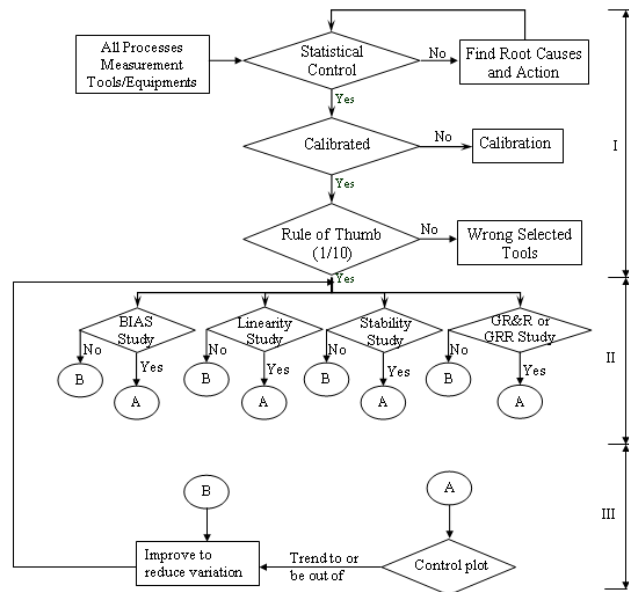 All Processes
Measurement
Tools/Equipments
Statistical
Control
No
Find Root Causes
and Action
Yes
Calibrated
No
Calibration
I
Yes
Rule of Thumb
(1/10)
No
Wrong Selected
Tools
Yes
BIAS
Study
Linearity
Study
Stability
Study
GR&R or
GRR Study
No
Yes
No
Yes
No
Yes
No
Yes
II
B
A
B
A
B
A
B
A
B
A
III
Improve to
reduce variation
Trend to or
be out of
Control plot